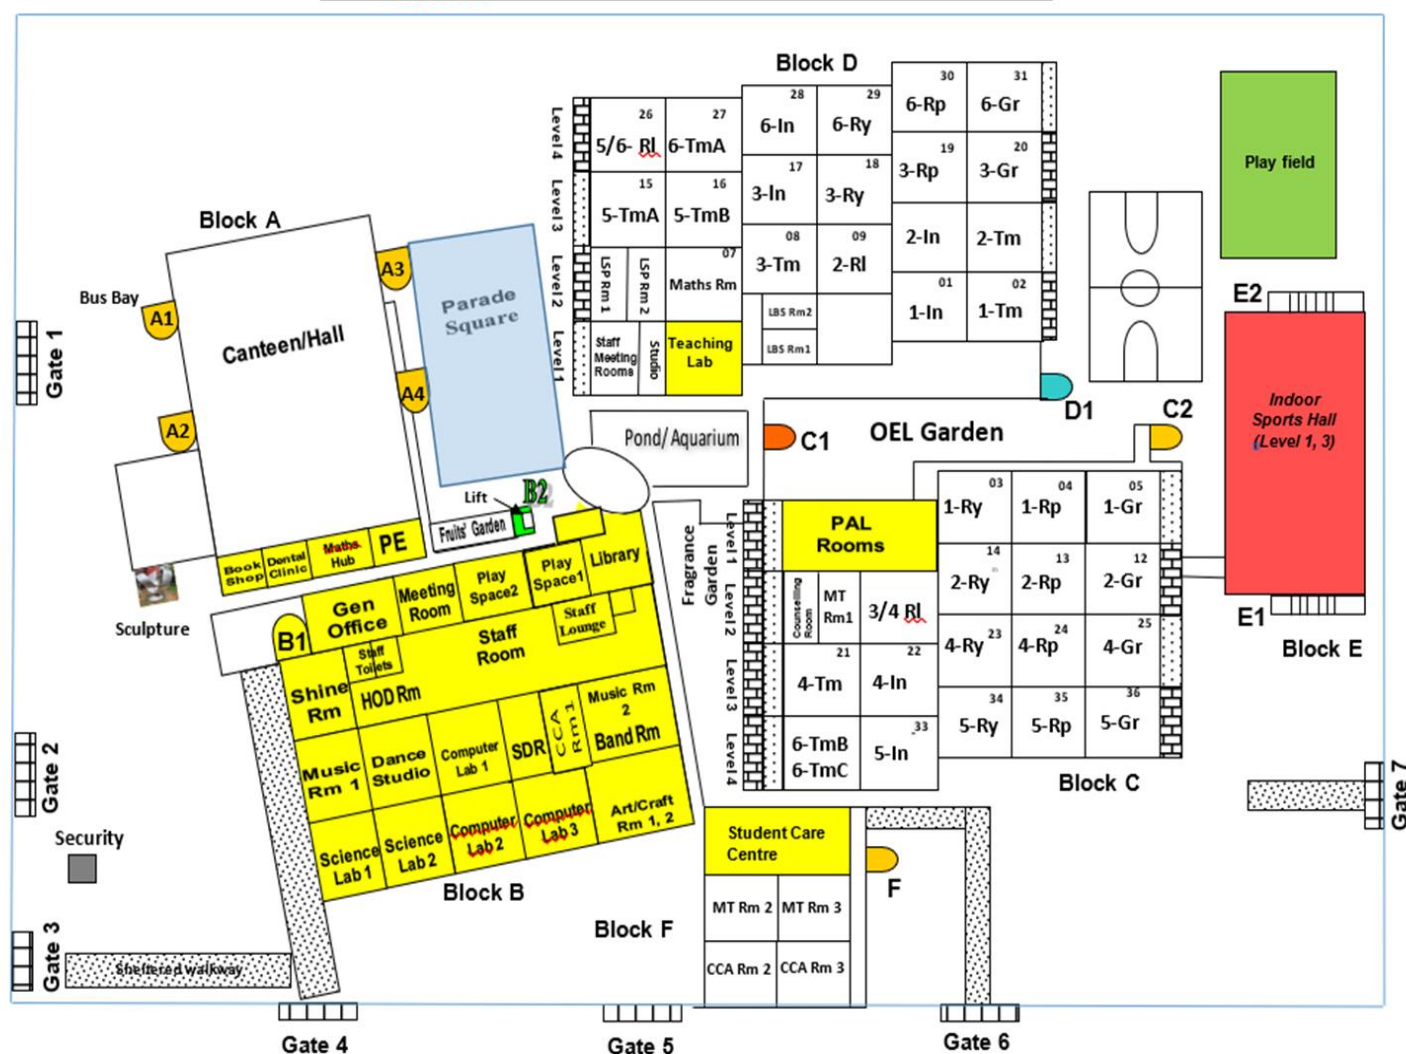 Block D
Level 4
26
5/6- Rl
27
6-TmA
28
6-In
29
6-Ry
30
6-Rp
31
6-Gr
Level 3
15
5-TmA
16
5-TmB
17
3-In
18
3-Ry
19
3-Rp
20
3-Gr
Level 2
LSP Rm 1
LSP Rm 2
07
Maths Rm
08
3-Tm
09
2-Rl
2-In
2-Tm
Level 1
Staff
Meeting
Rooms
Studio
Teaching
Lab
LBS Rm2
LBS Rm1
01
1-In
02
1-Tm
Play field
Block A
Bus Bay
A1
A2
A3
A4
Canteen/Hall
Parade
Square
Gate 1
E2
Indoor
Sports Hall
(Level 1, 3)
E1
Block E
D1
C2
C1
OEL Garden
Pond/ Aquarium
Lift
B2
Fruits' Garden
Book
Shop
Dental
Clinic
Maths
Hub
PE
Sculpture
Fragrance
Garden
Level 1
PAL
Rooms
03
1-Ry
04
1-Rp
05
1-Gr
Level 2
Counselling
Room
MT
Rm1
3/4 Rl
14
2-Ry
13
2-Rp
12
2-Gr
Level 3
21
4-Tm
22
4-In
23
4-Ry
24
4-Rp
25
4-Gr
Level 4
6-TmB
6-TmC
33
5-In
34
5-Ry
35
5-Rp
36
5-Gr
Block C
B1
Gen
Office
Meeting
Room
Play
Space2
Play
Space1
Library
Staff
Toilets
Staff
Room
Staff
Lounge
Shine
Rm
HOD Rm
Music
Rm 1
Dance
Studio
Computer
Lab 1
SDR
CCA
Rm1
Music Rm
2
Band Rm
Science
Lab 1
Science
Lab 2
Computer
Lab 2
Computer
Lab 3
Art/Craft
Rm 1, 2
Block B
Gate 2
Security
Gate 3
Sheltered walkway
Gate 4
Block F
Student Care
Centre
F
MT Rm 2
MT Rm 3
CCA Rm 2
CCA Rm 3
Gate 5
Gate 6
Gate 7